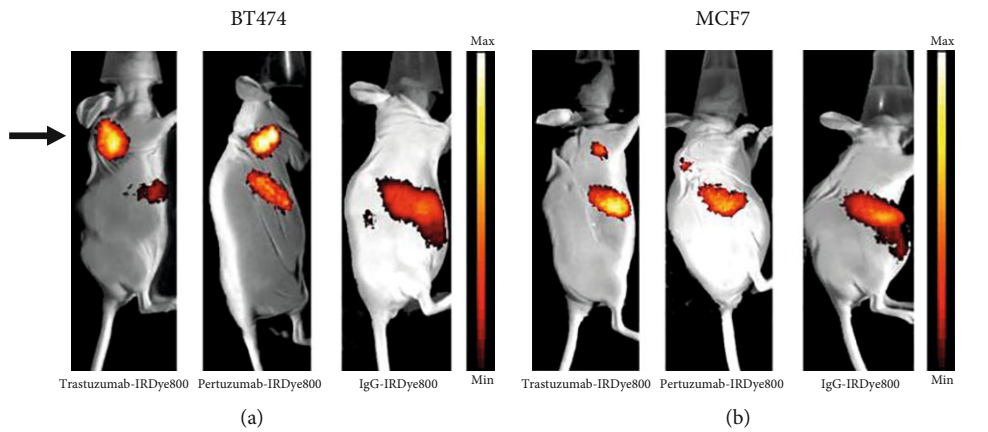 BT474
MCF7
Max
Max
Min
Min
Trastuzumab-IRDye800
Pertuzumab-IRDye800
IgG-IRDye800
Trastuzumab-IRDye800
Pertuzumab-IRDye800
IgG-IRDye800
(a)
(b)